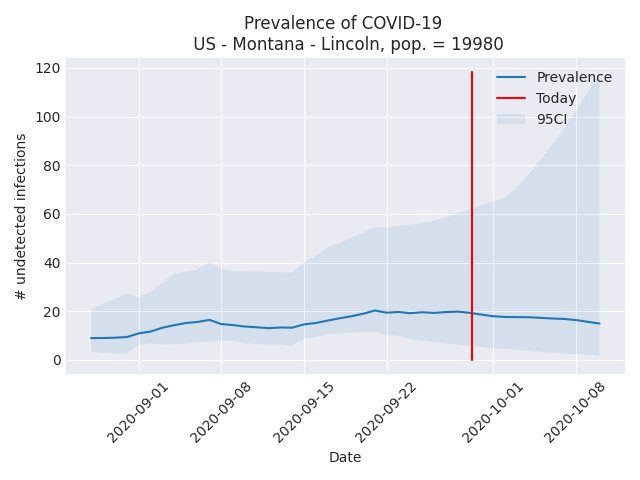 Prevalence of COVID-19
US - Montana - Lincoln, pop. = 19980
120
100
80
60
40
20
0
# undetected infections
Prevalence
Today
95CI
2020-09-01
2020-09-08
2020-09-15
2020-09-22
2020-10-01
2020-10-08
Date